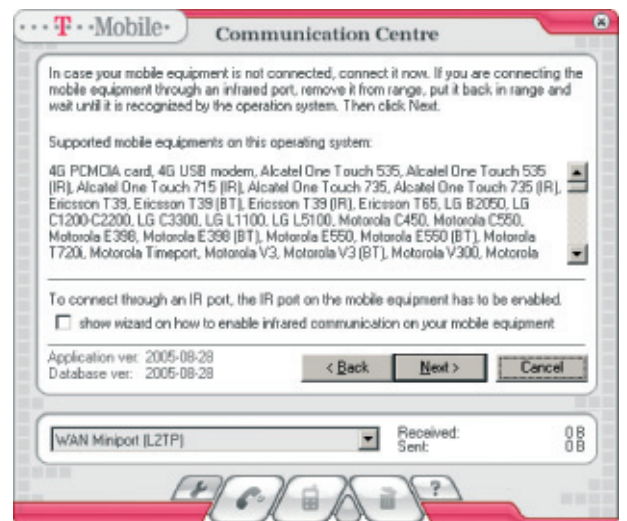 T··Mobile·
Communication Centre
In case your mobile equipment is not connected, connect it now. If you are connecting the
mobile equipment through an infrared port, remove it from range, put it back in range and
wait until it is recognized by the operation system. Then click Next.
Supported mobile equipments on this operating system:
4G PCMCIA card, 4G USB modem, Alcatel One Touch 535, Alcatel One Touch 535
(IR), Alcatel One Touch 715 (IR), Alcatel One Touch 735, Alcatel One Touch 735 (IR),
Ericsson T39, Ericsson T39 (BT), Ericsson T39 (IR), Ericsson T65, LG B2050, LG
C1200-C2200, LG C3300, LG L1100, LG L5100, Motorola C450, Motorola C550,
Motorola E398, Motorola E398 (BT), Motorola E550, Motorola E550 (BT), Motorola
T720i, Motorola Timeport, Motorola V3, Motorola V3 (BT), Motorola V300, Motorola
To connect through an IR port, the IR port on the mobile equipment has to be enabled.
show wizard on how to enable infrared communication on your mobile equipment
Application ver: 2005-08-28
Database ver: 2005-08-28
< Back Next > Cancel
WAN Miniport (L2TP)
Received: 0 B
Sent: 0 B
?